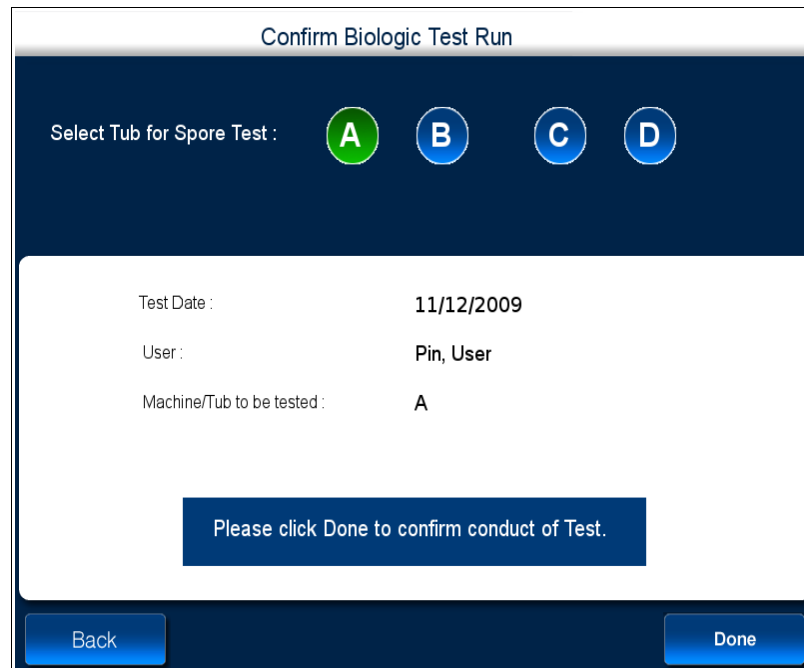 Confirm Biologic Test Run
Select Tub for Spore Test : A B C D
Test Date : 11/12/2009
User : Pin, User
Machine/Tub to be tested : A
Please click Done to confirm conduct of Test.
Back Done